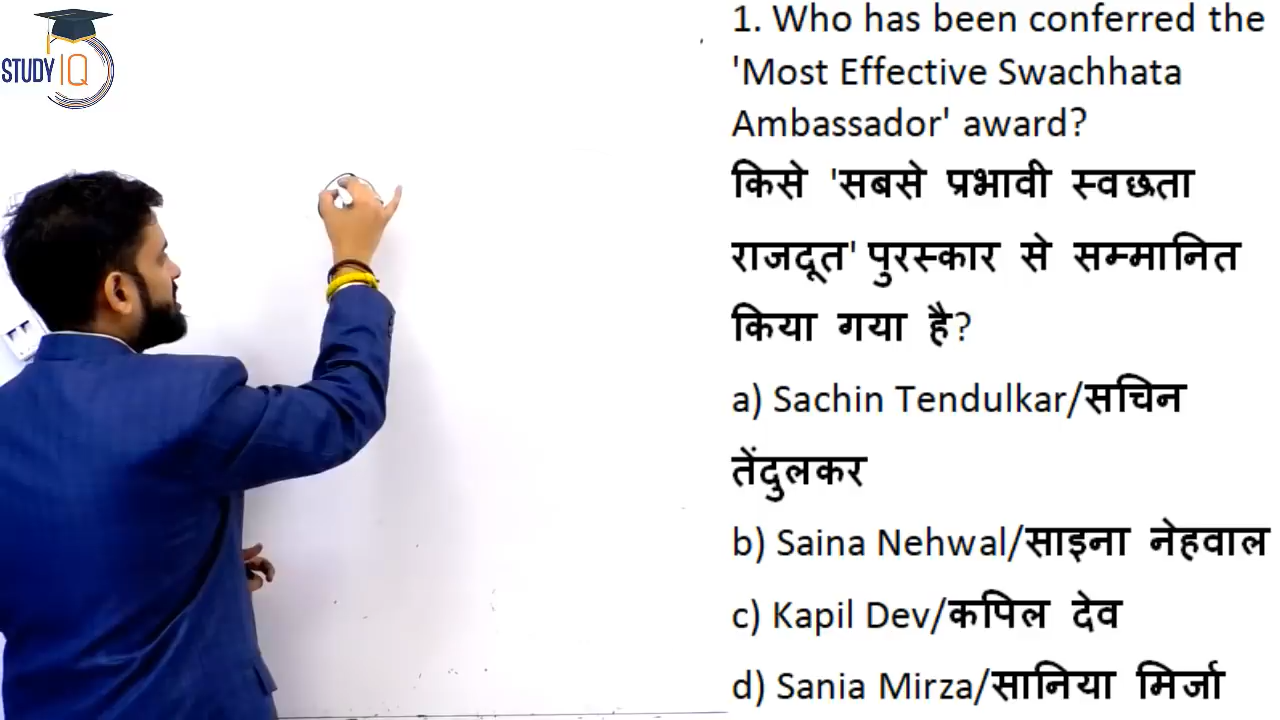 STUDY IQ
1. Who has been conferred the
'Most Effective Swachhata
Ambassador' award?
किसे 'सबसे प्रभावी स्वच्छता
राजदूत' पुरस्कार से सम्मानित
किया गया है?
a) Sachin Tendulkar/सचिन
तेंदुलकर
b) Saina Nehwal/साइना नेहवाल
c) Kapil Dev/कपिल देव
d) Sania Mirza/सानिया मिर्जा